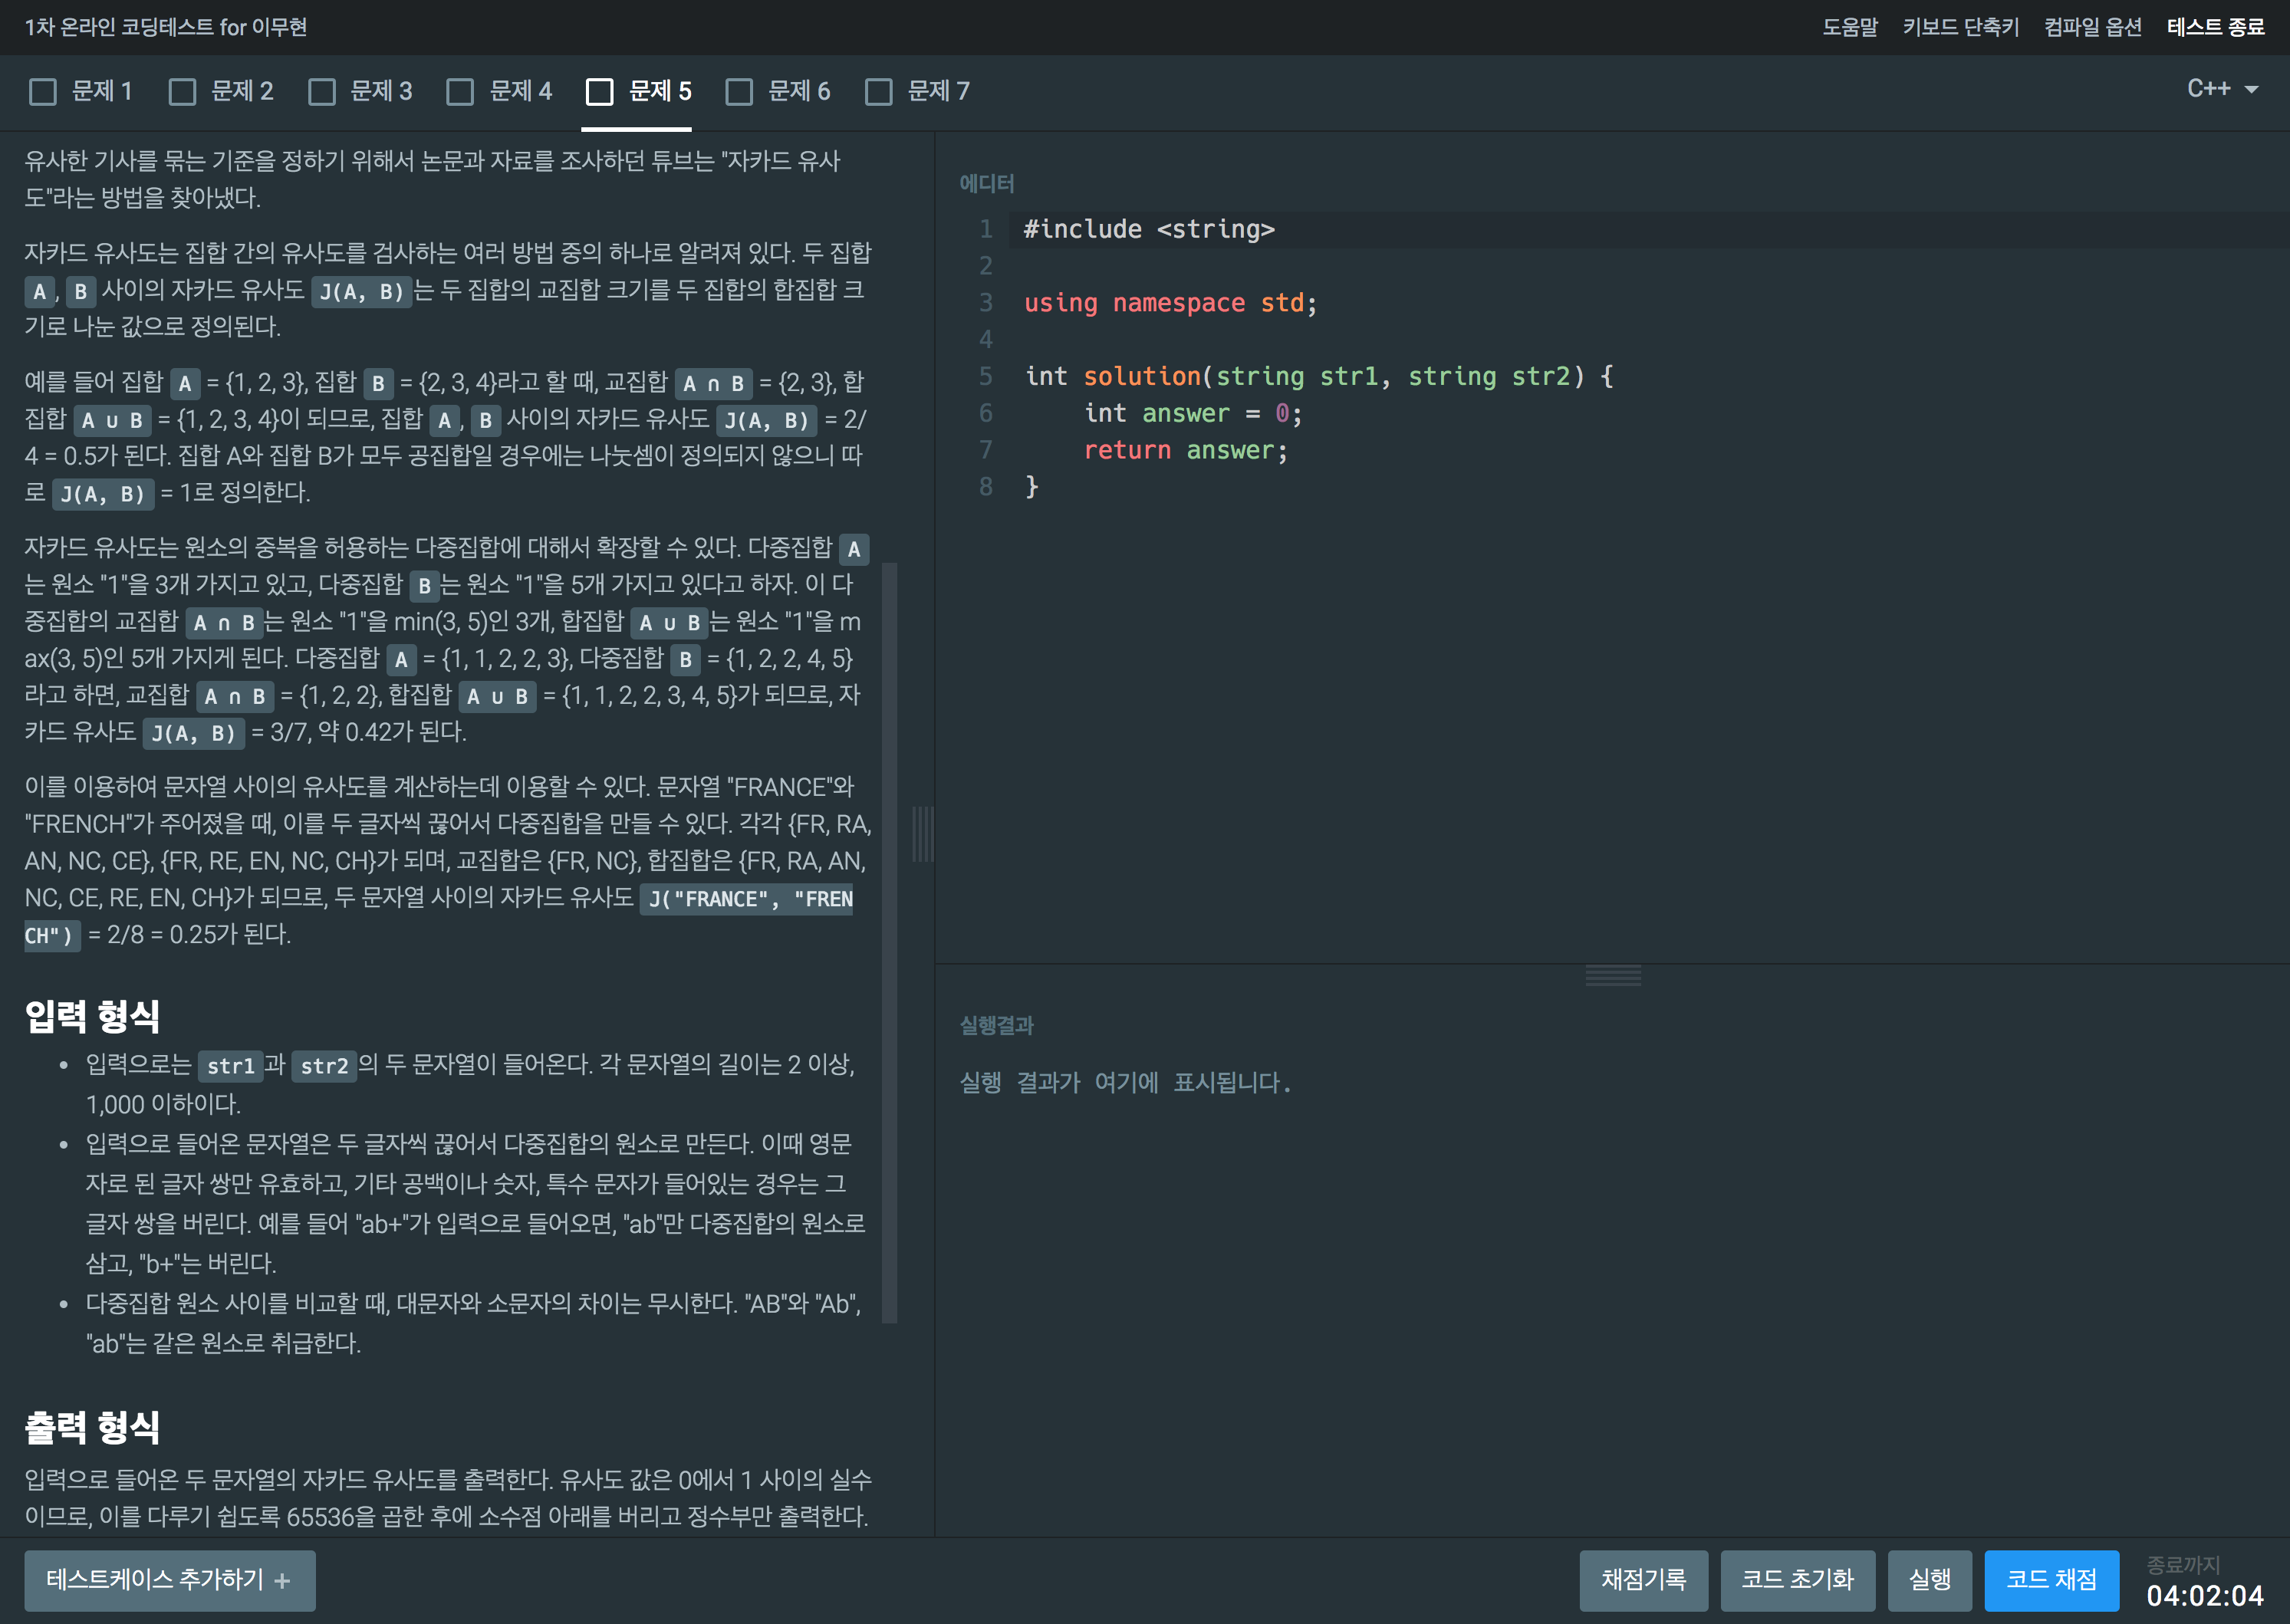 1차 온라인 코딩테스트 for 이무현
도움말 키보드 단축키 컴파일 옵션 테스트 종료
문제 1 문제 2 문제 3 문제 4 문제 5 문제 6 문제 7
C++
유사한 기사를 묶는 기준을 정하기 위해서 논문과 자료를 조사하던 튜브는 "자카드 유사
도"라는 방법을 찾아냈다.
자카드 유사도는 집합 간의 유사도를 검사하는 여러 방법 중의 하나로 알려져 있다. 두 집합
A, B 사이의 자카드 유사도 J(A, B)는 두 집합의 교집합 크기를 두 집합의 합집합 크
기로 나눈 값으로 정의된다.
예를 들어 집합 A = {1, 2, 3}, 집합 B = {2, 3, 4}라고 할 때, 교집합 A ∩ B = {2, 3}, 합
집합 A ∪ B = {1, 2, 3, 4}이 되므로, 집합 A, B 사이의 자카드 유사도 J(A, B) = 2/
4 = 0.5가 된다. 집합 A와 집합 B가 모두 공집합일 경우에는 나눗셈이 정의되지 않으니 따
로 J(A, B) = 1로 정의한다.
자카드 유사도는 원소의 중복을 허용하는 다중집합에 대해서 확장할 수 있다. 다중집합 A
는 원소 "1"을 3개 가지고 있고, 다중집합 B는 원소 "1"을 5개 가지고 있다고 하자. 이 다
중집합의 교집합 A ∩ B는 원소 "1"을 min(3, 5)인 3개, 합집합 A ∪ B는 원소 "1"을 m
ax(3, 5)인 5개 가지게 된다. 다중집합 A = {1, 1, 2, 2, 3}, 다중집합 B = {1, 2, 2, 4, 5}
라고 하면, 교집합 A ∩ B = {1, 2, 2}, 합집합 A ∪ B = {1, 1, 2, 2, 3, 4, 5}가 되므로, 자
카드 유사도 J(A, B) = 3/7, 약 0.42가 된다.
이를 이용하여 문자열 사이의 유사도를 계산하는데 이용할 수 있다. 문자열 "FRANCE"와
"FRENCH"가 주어졌을 때, 이를 두 글자씩 끊어서 다중집합을 만들 수 있다. 각각 {FR, RA,
AN, NC, CE}, {FR, RE, EN, NC, CH}가 되며, 교집합은 {FR, NC}, 합집합은 {FR, RA, AN,
NC, CE, RE, EN, CH}가 되므로, 두 문자열 사이의 자카드 유사도 J("FRANCE", "FREN
CH") = 2/8 = 0.25가 된다.
입력 형식
• 입력으로는 str1과 str2의 두 문자열이 들어온다. 각 문자열의 길이는 2 이상,
1,000 이하이다.
• 입력으로 들어온 문자열은 두 글자씩 끊어서 다중집합의 원소로 만든다. 이때 영문
자로 된 글자 쌍만 유효하고, 기타 공백이나 숫자, 특수 문자가 들어있는 경우는 그
글자 쌍을 버린다. 예를 들어 "ab+"가 입력으로 들어오면, "ab"만 다중집합의 원소로
삼고, "b+"는 버린다.
• 다중집합 원소 사이를 비교할 때, 대문자와 소문자의 차이는 무시한다. "AB"와 "Ab",
"ab"는 같은 원소로 취급한다.
출력 형식
입력으로 들어온 두 문자열의 자카드 유사도를 출력한다. 유사도 값은 0에서 1 사이의 실수
이므로, 이를 다루기 쉽도록 65536을 곱한 후에 소수점 아래를 버리고 정수부만 출력한다.
에디터
1 #include <string>
2
3 using namespace std;
4
5 int solution(string str1, string str2) {
6 int answer = 0;
7 return answer;
8 }
실행결과
실행 결과가 여기에 표시됩니다.
테스트케이스 추가하기 +
채점기록 코드 초기화 실행 코드 채점
종료까지
04:02:04